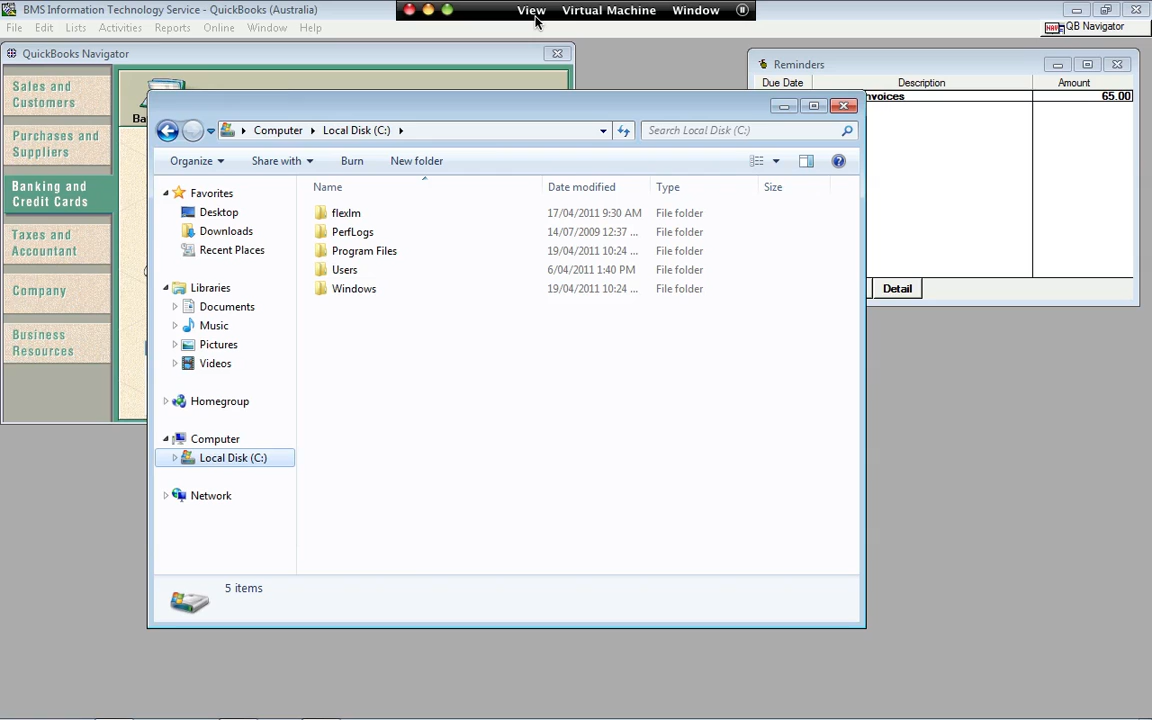 BMS Information Technology Service - QuickBooks (Australia)
View Virtual Machine Window
File Edit Lists Activities Reports Online Window Help
QB Navigator
QuickBooks Navigator
Sales and
Customers
Purchases and
Suppliers
Banking and
Credit Cards
Taxes and
Accountant
Company
Business
Resources
Ba
Reminders
Due Date Description Amount
nvoices 65.00
Detail
Computer Local Disk (C:)
Search Local Disk (C:)
Organize Share with Burn New folder
Favorites
Desktop
Downloads
Recent Places
Libraries
Documents
Music
Pictures
Videos
Homegroup
Computer
Local Disk (C:)
Network
Name Date modified Type Size
flexlm 17/04/2011 9:30 AM File folder
PerfLogs 14/07/2009 12:37 ... File folder
Program Files 19/04/2011 10:24 ... File folder
Users 6/04/2011 1:40 PM File folder
Windows 19/04/2011 10:24 ... File folder
5 items